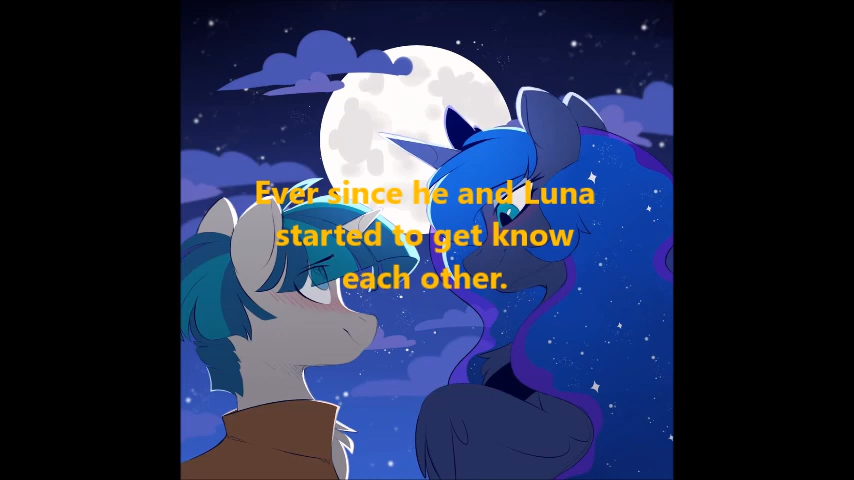 Ever since he and Luna
started to get know
each other.